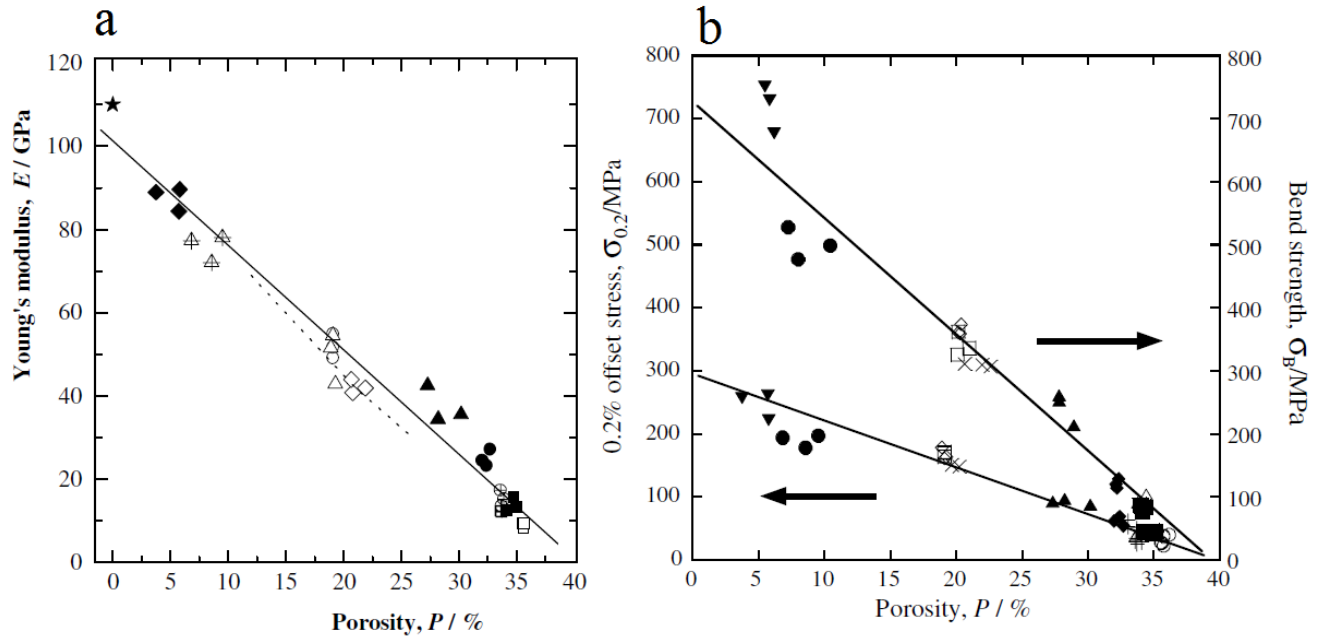 a
120
100
80
60
40
20
0
0 5 10 15 20 25 30 35 40
Young's modulus, E / GPa
Porosity, P / %
b
800
700
600
500
400
300
200
100
0
0 5 10 15 20 25 30 35 40
800
700
600
500
400
300
200
100
0
0.2% offset stress, σ0.2/MPa
Bend strength, σB/MPa
Porosity, P / %